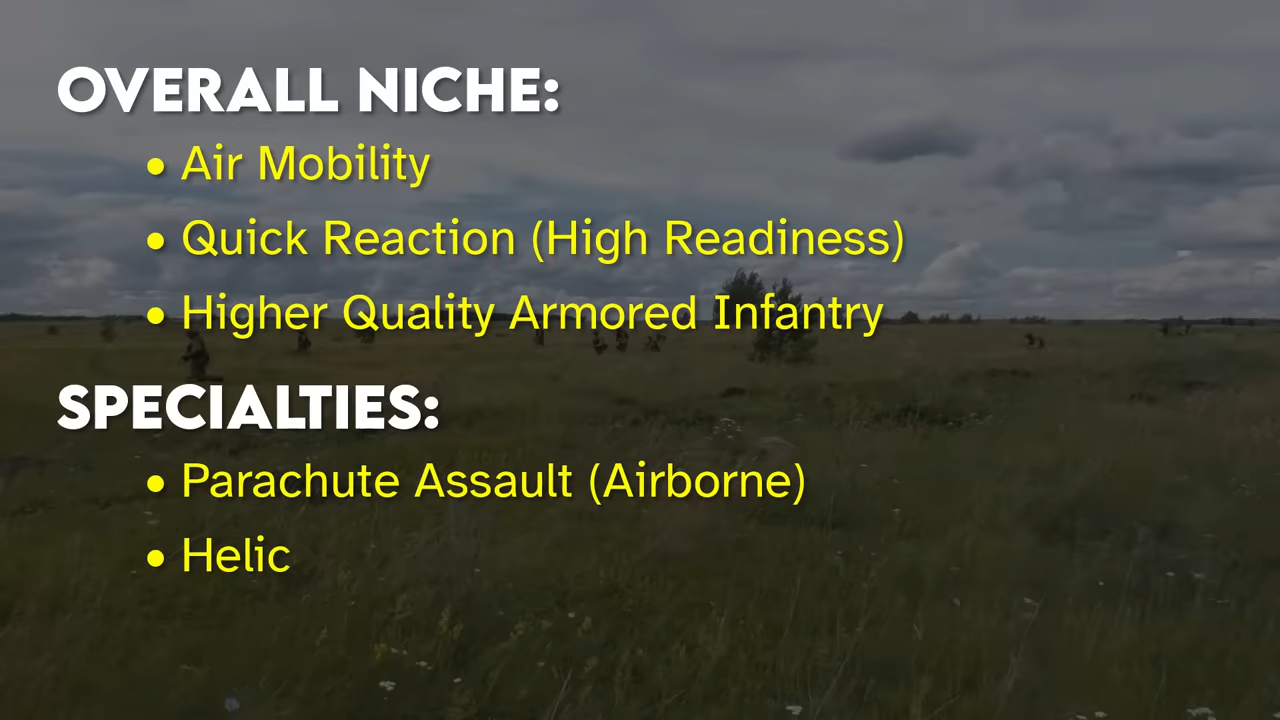 OVERALL NICHE:
• Air Mobility
• Quick Reaction (High Readiness)
• Higher Quality Armored Infantry
SPECIALTIES:
• Parachute Assault (Airborne)
• Helic